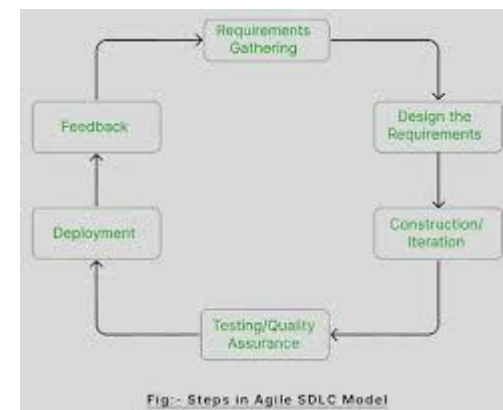 Requirements
Gathering
Design the
Requirements
Construction/
Iteration
Testing/Quality
Assurance
Deployment
Feedback
Fig:- Steps in Agile SDLC Model